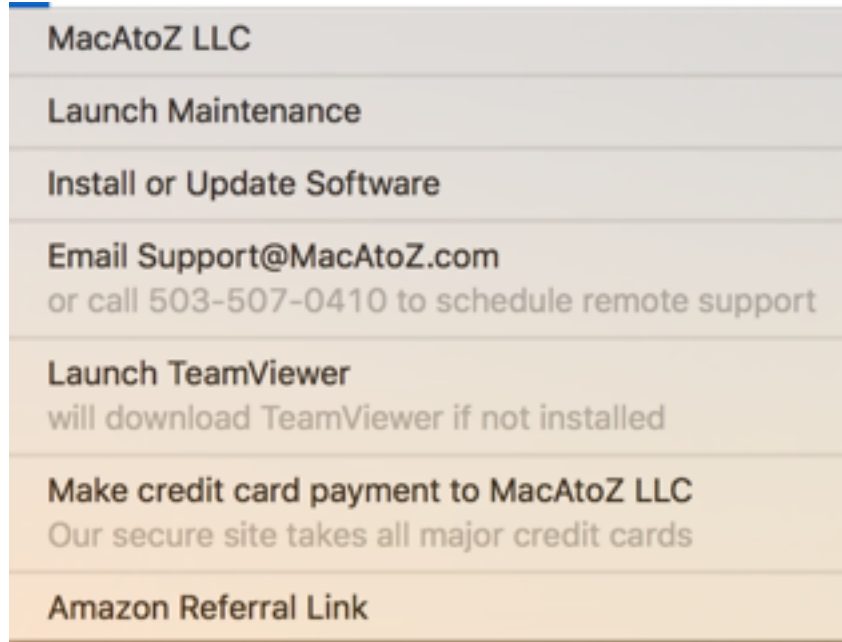 MacAtoZ LLC
Launch Maintenance
Install or Update Software
Email Support@MacAtoZ.com
or call 503-507-0410 to schedule remote support
Launch TeamViewer
will download TeamViewer if not installed
Make credit card payment to MacAtoZ LLC
Our secure site takes all major credit cards
Amazon Referral Link